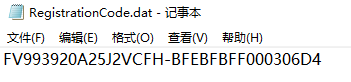 RegistrationCode.dat - 记事本
文件(F) 编辑(E) 格式(O) 查看(V) 帮助(H)
FV993920A25J2VCFH-BFEBFBFF000306D4